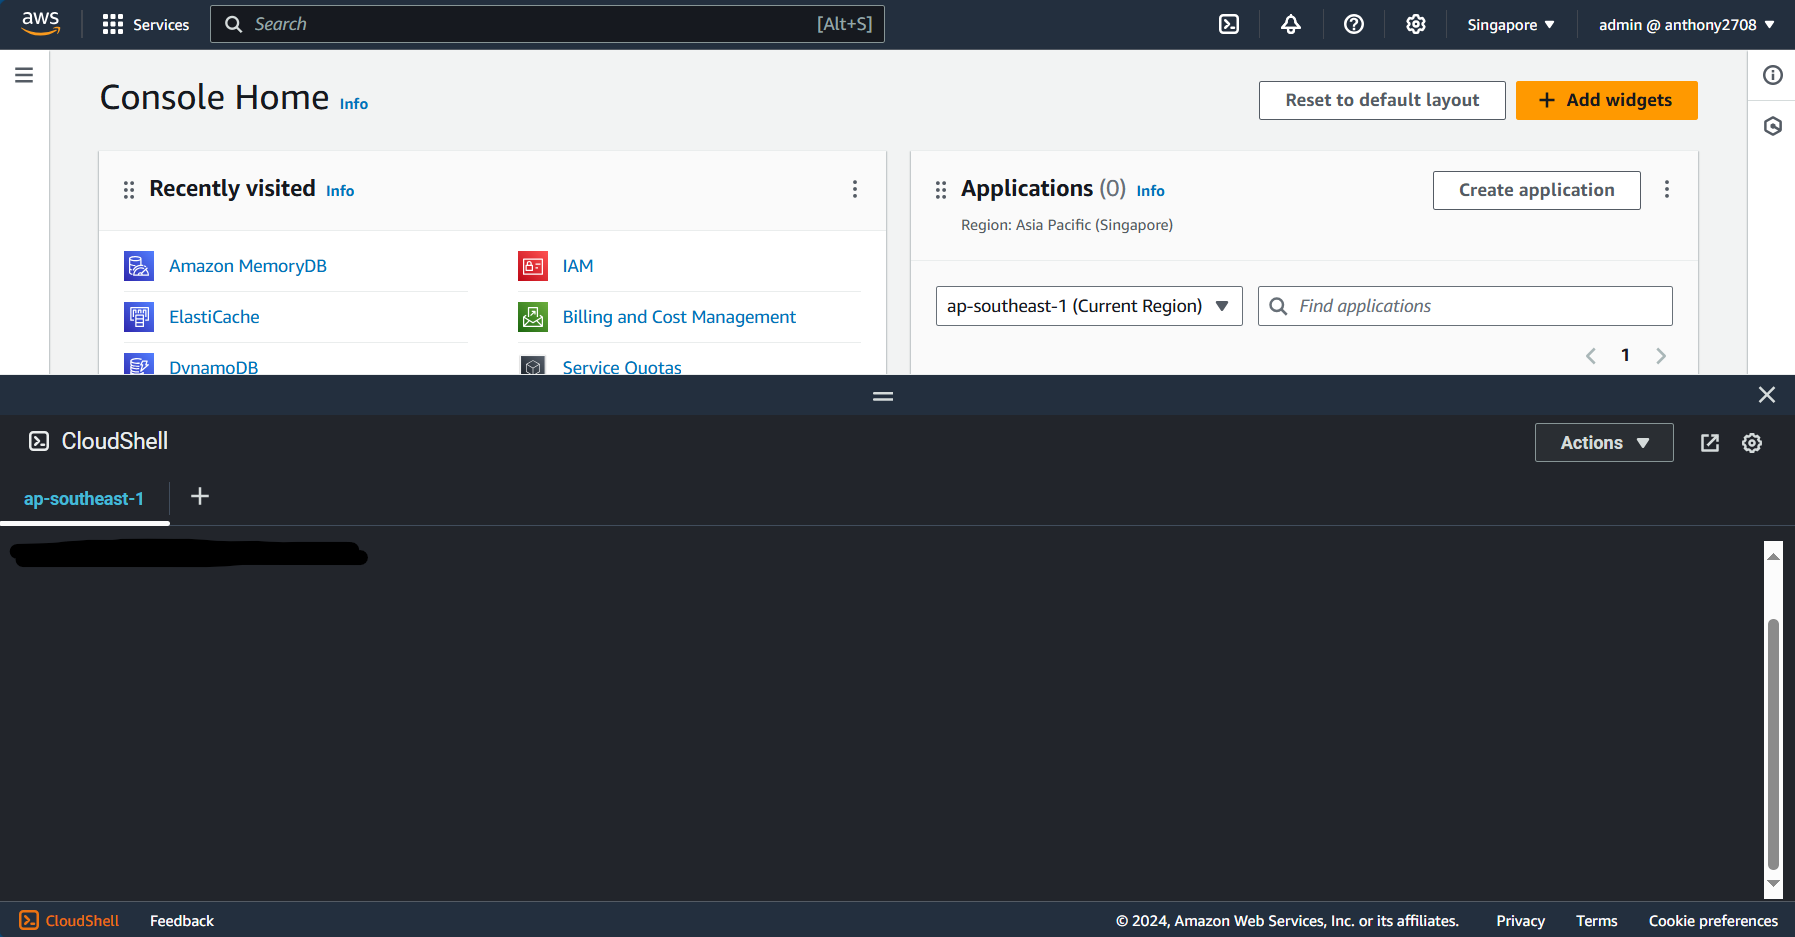 aws
Services
Search [Alt+S]
Singapore
admin @ anthony2708
Console Home Info
Reset to default layout
Add widgets
Recently visited Info
Amazon MemoryDB
IAM
ElastiCache
Billing and Cost Management
DynamoDB
Service Quotas
Applications (0) Info
Create application
Region: Asia Pacific (Singapore)
ap-southeast-1 (Current Region)
Find applications
1
CloudShell
Actions
ap-southeast-1
CloudShell
Feedback
© 2024, Amazon Web Services, Inc. or its affiliates.
Privacy
Terms
Cookie preferences